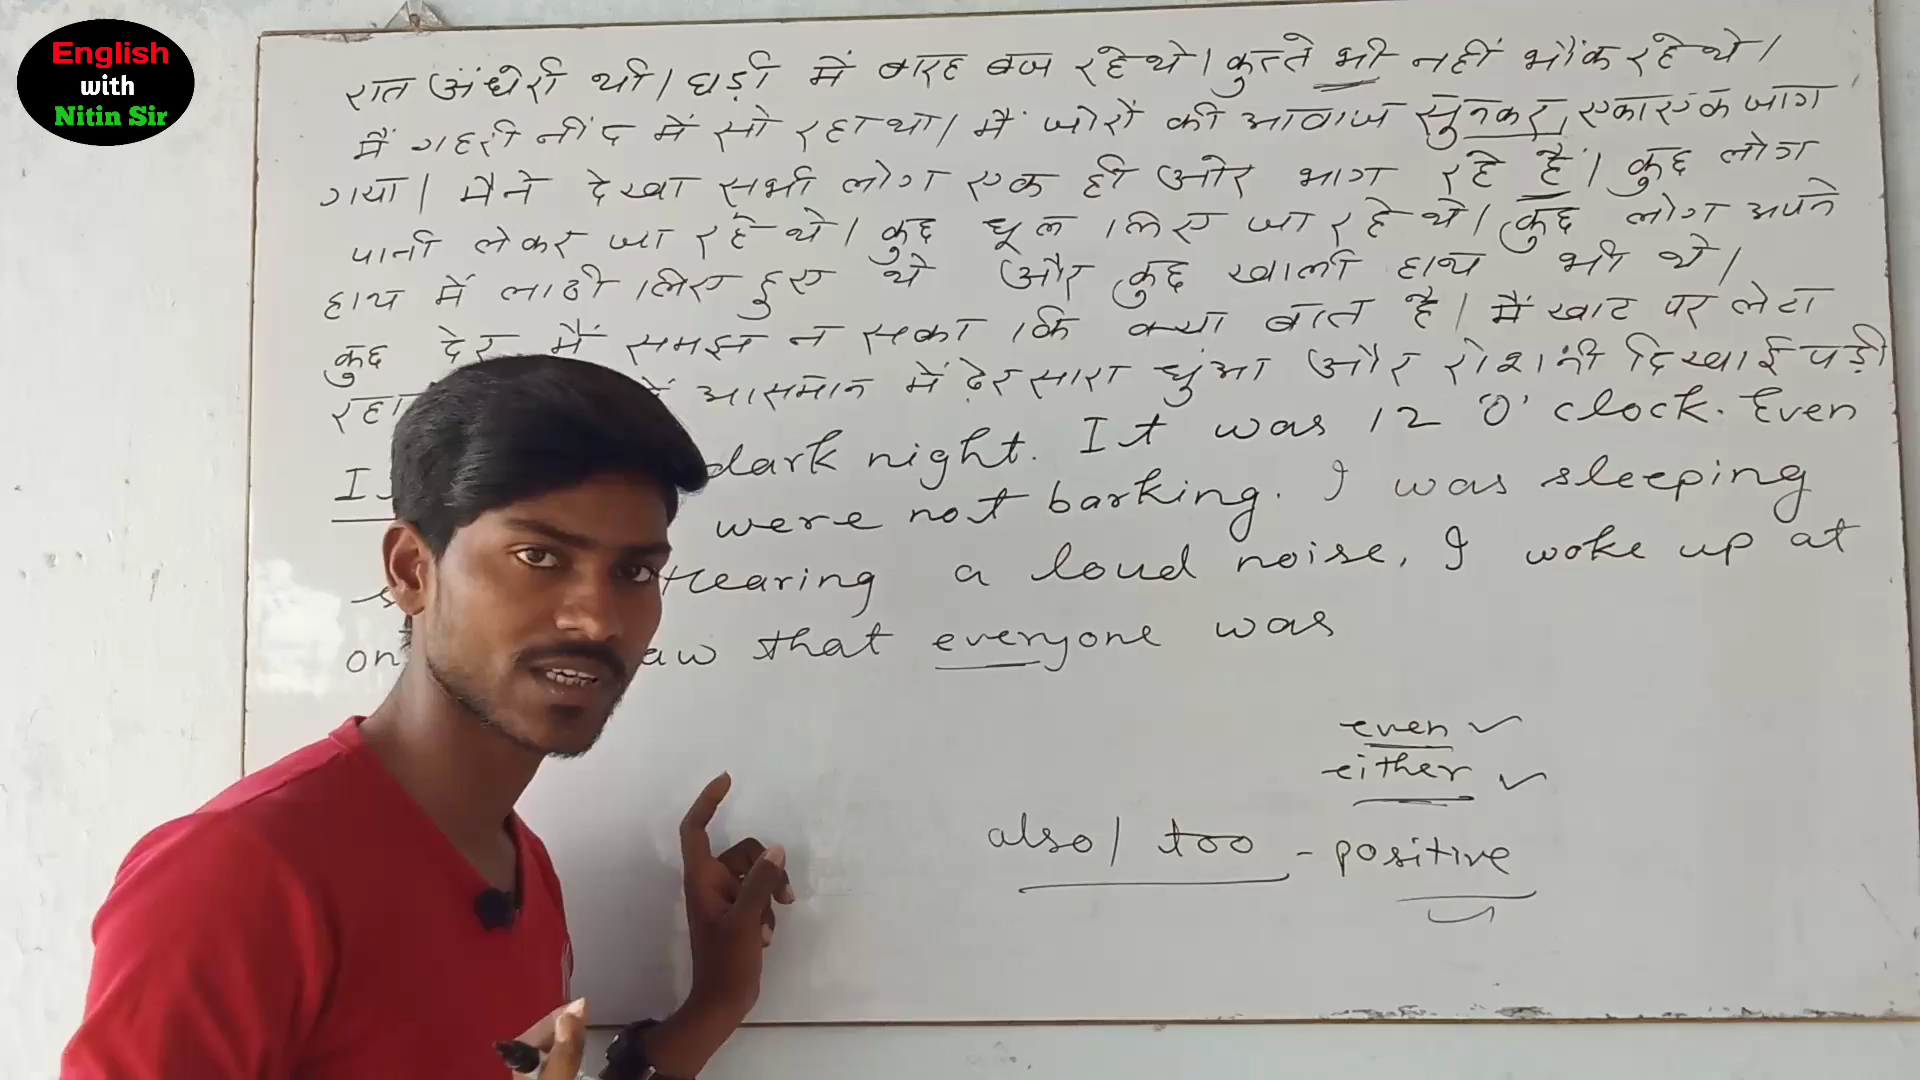 English
with
Nitin Sir
रात अंधेरी थी। घड़ी में बारह बज रहे थे। कुत्ते भी नहीं भौंक रहे थे।
मैं गहरी नींद में सो रहा था। मैं जोरों की आवाज सुनकर एकाएक जाग
गया। मैंने देखा सभी लोग एक ही ओर भाग रहे हैं। कुछ लोग
पानी लेकर जा रहे थे। कुछ धूल लिए जा रहे थे। कुछ लोग अपने
हाथ में लाठी लिए हुए थे और कुछ खाली हाथ भी थे।
कुछ देर मैं समझ न सका कि क्या बात है। मैं खाट पर लेटा
आसमान में ढ़ेर सारा धुंआ और रोशनी दिखाई पड़ी
dark night. It was 12 'O' clock. Even
were not barking. I was sleeping
Hearing a loud noise, I woke up at
that everyone was
even
either
also/ too - positive